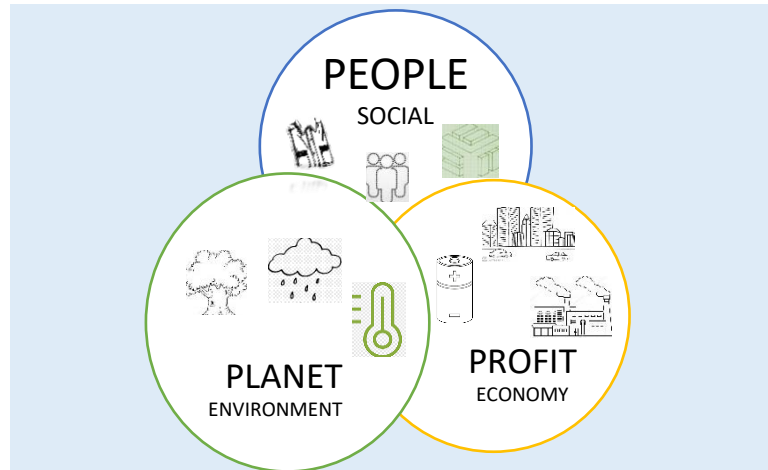 PEOPLE
SOCIAL
PLANET
ENVIRONMENT
PROFIT
ECONOMY